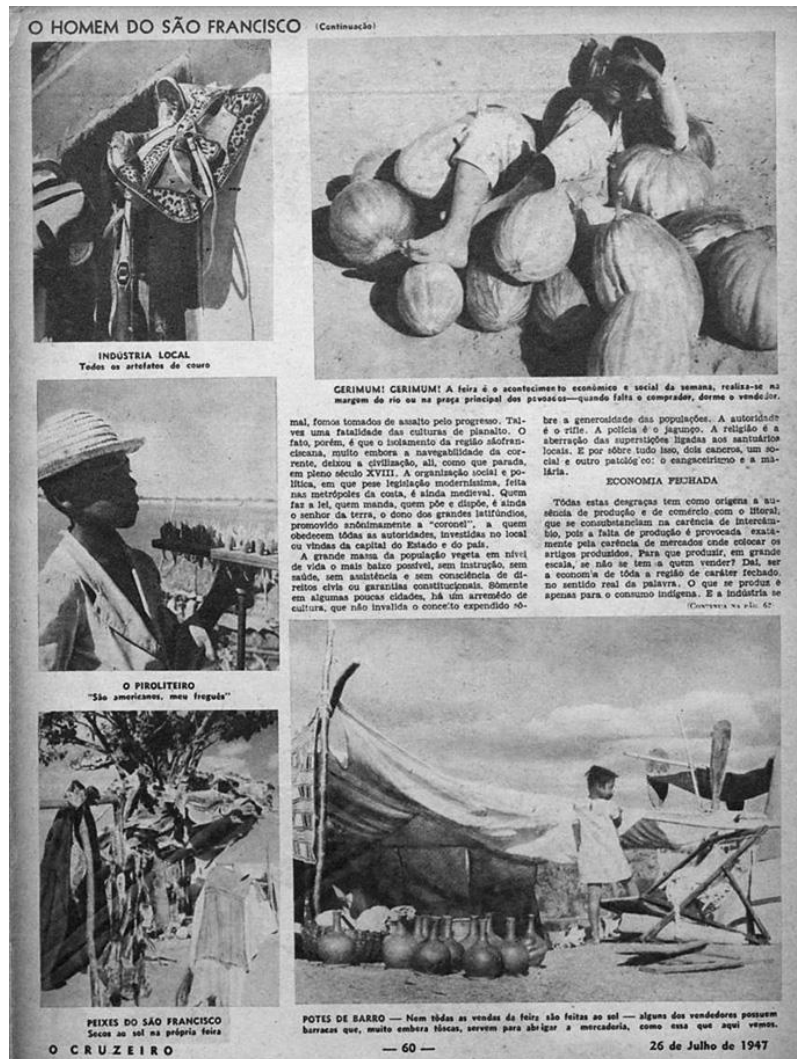 O HOMEM DO SÃO FRANCISCO (Continuação)
INDÚSTRIA LOCAL
Todos os artefatos de couro
GERIMUM! GERIMUM! A feira é o acontecimento econômico e social da semana, realiza-se na
margem do rio ou na praça principal dos povoados—quando falta o comprador, dorme o vendedor.
O PIROLITEIRO
"São americanos, meu freguês"
PEIXES DO SÃO FRANCISCO
Secos ao sol na própria feira
mal, fomos tomados de assalto pelo progresso. Tal-
vez uma fatalidade das culturas de planalto. O
fato, porém, é que o isolamento da região sãofran-
ciscana, muito embora a navegabilidade da cor-
rente, deixou a civilização, ali, como que parada,
em pleno século XVIII. A organização social e po-
lítica, em que pese legislação moderníssima, feita
nas metrópoles da costa, é ainda medieval. Quem
faz a lei, quem manda, quem põe e dispõe, é ainda
o senhor da terra, o dono dos grandes latifúndios,
promovido anônimamente a "coronel", a quem
obedecem tôdas as autoridades, investidas no local
ou vindas da capital do Estado e do país.
A grande massa da população vegeta em nível
de vida o mais baixo possível, sem instrução, sem
saúde, sem assistência e sem consciência de di-
reitos civis ou garantias constitucionais. Sòmente
em algumas poucas cidades, há um arremêdo de
cultura, que não invalida o conceito expendido sô-
bre a generosidade das populações. A autoridade
é o rifle. A polícia é o jagunço. A religião é a
aberração das superstições ligadas aos santuários
locais. E por sôbre tudo isso, dois cancros, um so-
cial e outro patológico: o cangaceirismo e a ma-
lária.
ECONOMIA FECHADA
Tôdas estas desgraças tem como origens a au-
sência de produção e de comércio com o litoral,
que se consubstanciam na carência de intercâm-
bio, pois a falta de produção é provocada exata-
mente pela carência de mercados onde colocar os
artigos produzidos. Para que produzir, em grande
escala, se não se tem a quem vender? Daí, ser
a economia de tôda a região de caráter fechado,
no sentido real da palavra. O que se produz é
apenas para o consumo indígena. E a indústria se
(CONTINUA NA PÁG. 62
POTES DE BARRO — Nem tôdas as vendas da feira são feitas ao sol — alguns dos vendedores possuem
barracas que, muito embora tôscas, servem para abrigar a mercadoria, como essa que aqui vemos.
O CRUZEIRO
— 60 —
26 de Julho de 1947